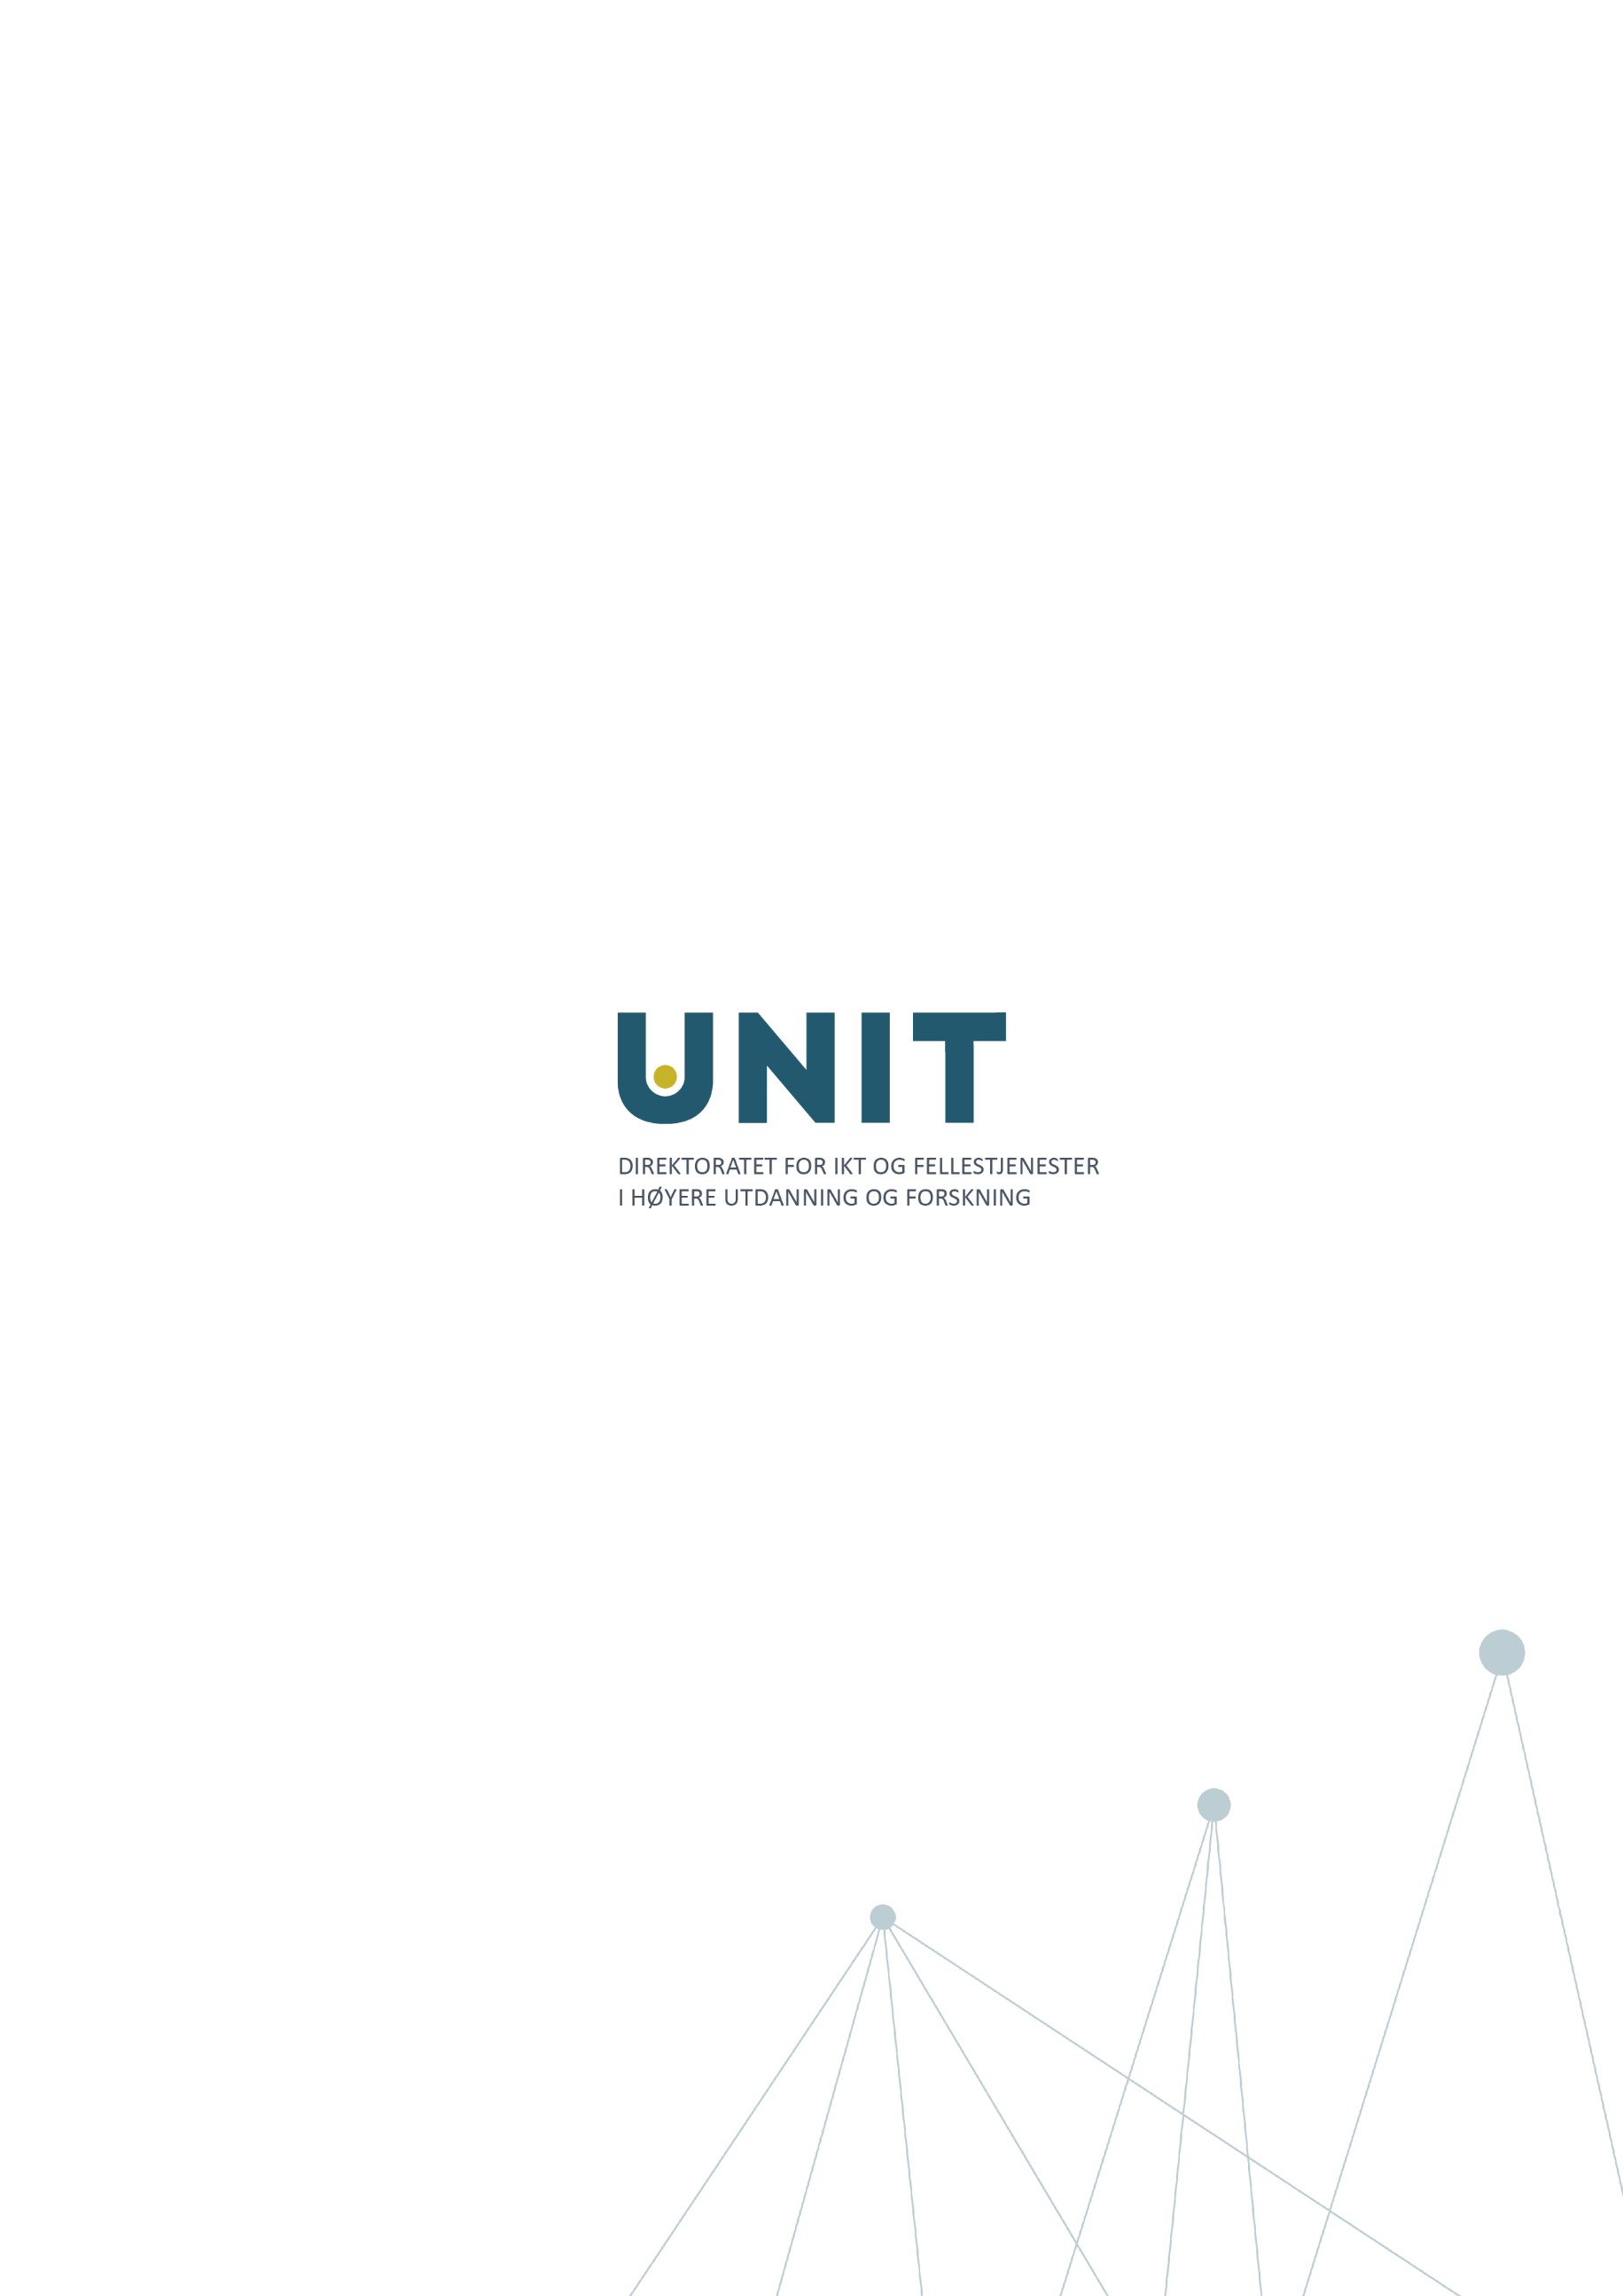 UNIT
DIREKTORATET FOR IKT OG FELLESTJENESTER
I HØYERE UTDANNING OG FORSKNING